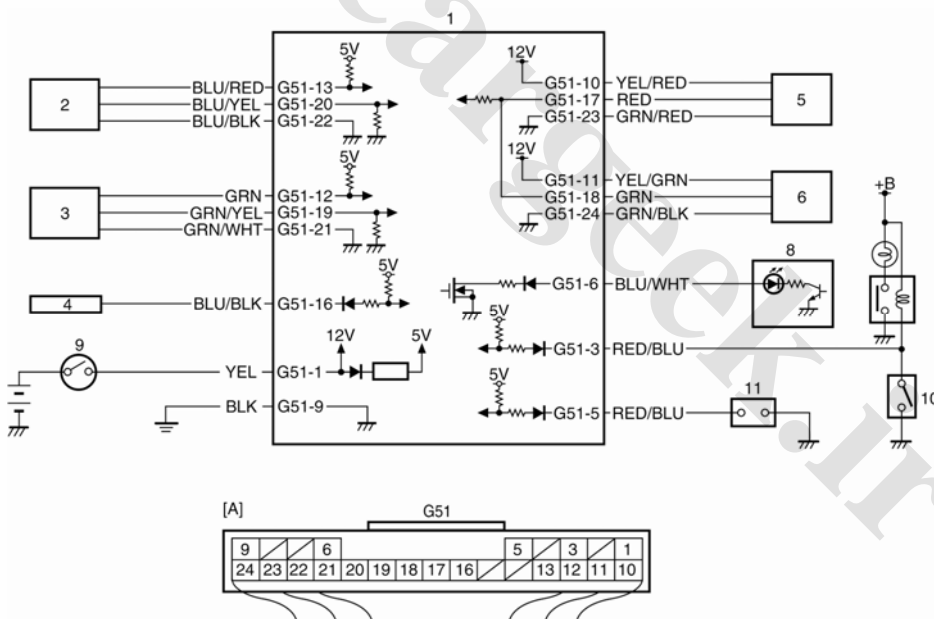 1
5V 12V
2 BLU/RED G51-13 G51-10 YEL/RED 5
BLU/YEL G51-20 G51-17 RED
BLU/BLK G51-22 G51-23 GRN/RED
5V 12V
3 GRN G51-12 G51-11 YEL/GRN 6
GRN/YEL G51-19 G51-18 GRN
GRN/WHT G51-21 G51-24 GRN/BLK
+B
5V 8
4 BLU/BLK G51-16 G51-6 BLU/WHT
5V
9 12V 5V G51-3 RED/BLU
YEL G51-1
5V 11 10
BLK G51-9 G51-5 RED/BLU
[A] G51
9 6 5 3 1
24 23 22 21 20 19 18 17 16 13 12 11 10
cargeek.ir